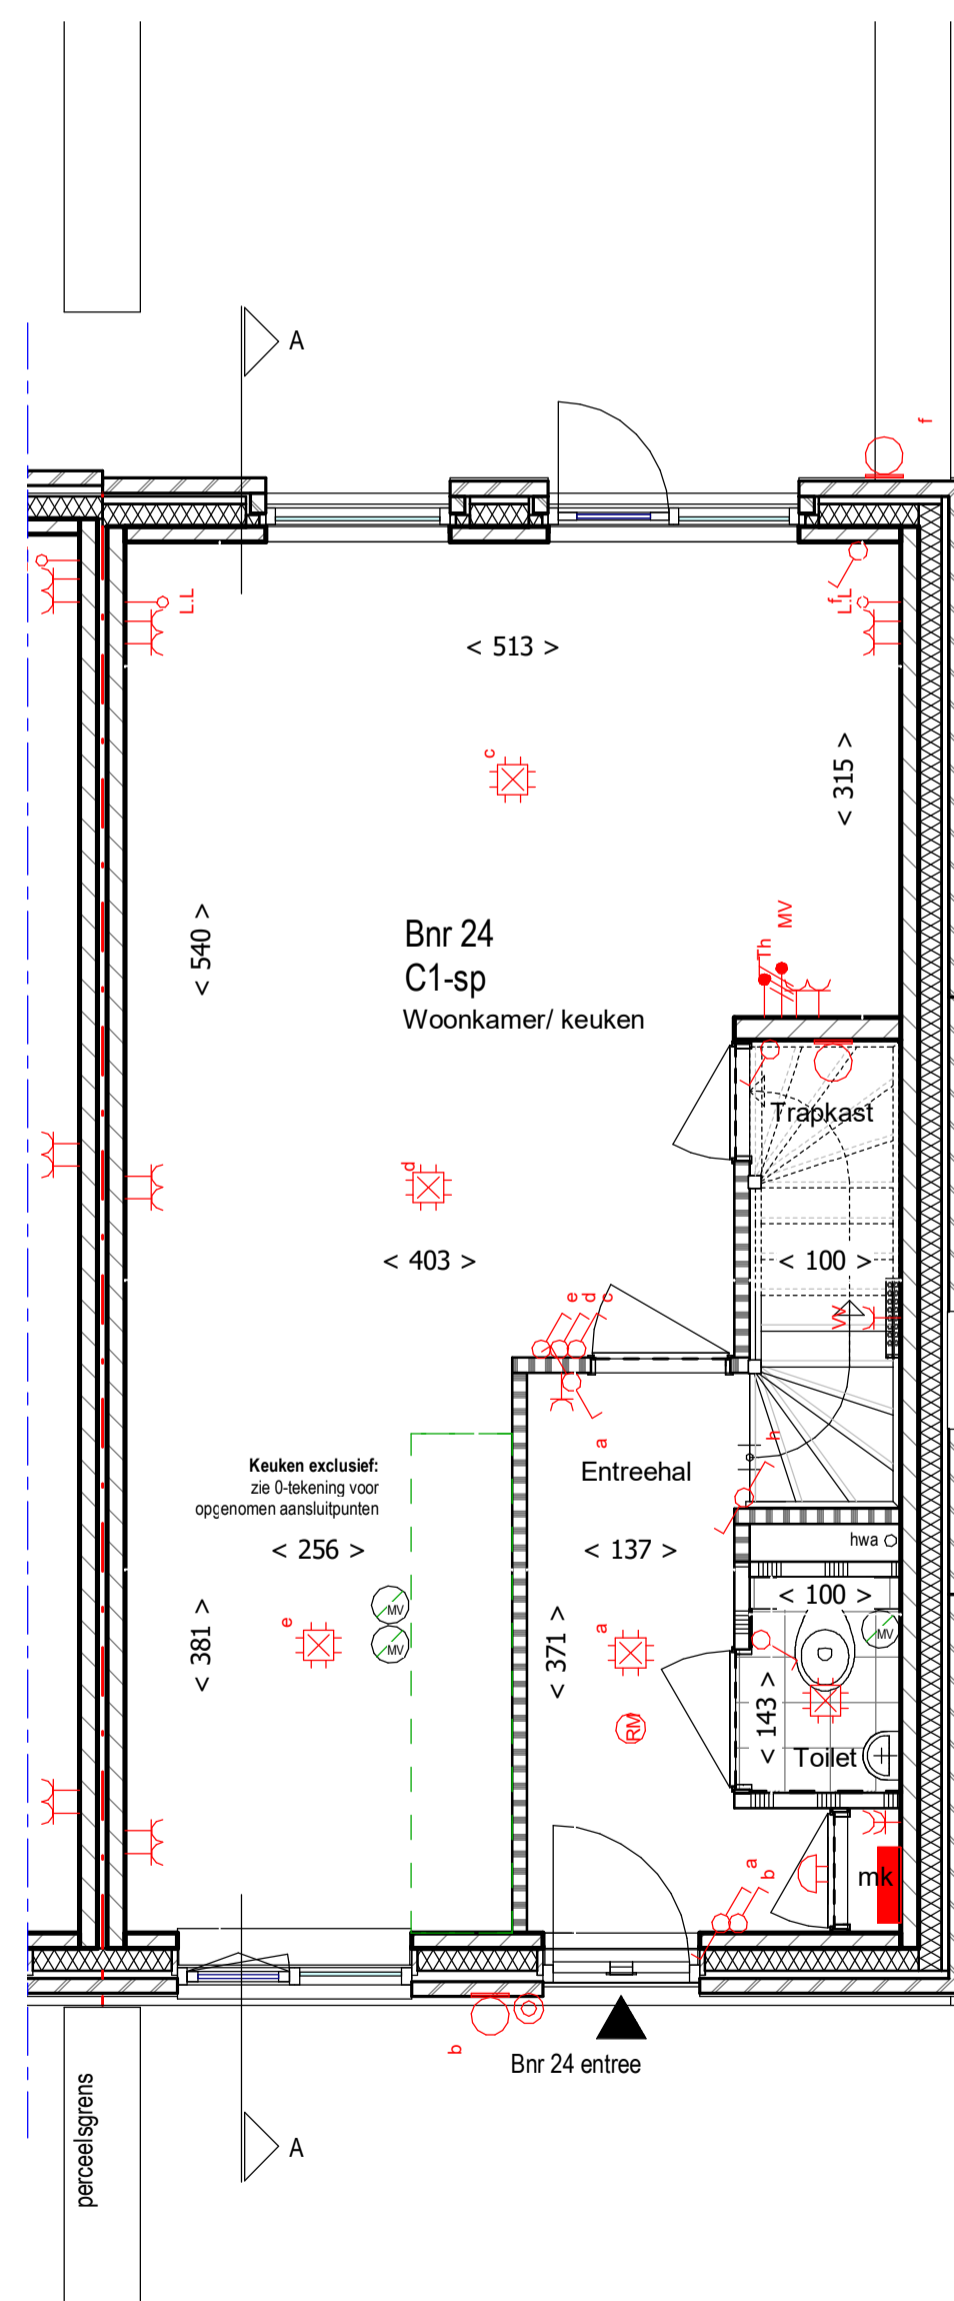 A
f
L.L
f
L.L
< 513 >
c
< 315 >
< 540 >
Bnr 24
C1-sp
Woonkamer/ keuken
Th
MV
Trapkast
d
< 403 >
< 100 >
e
d
c
W
a
h
Entreehal
Keuken exclusief:
zie 0-tekening voor
opgenomen aansluitpunten
hwa
< 256 >
< 137 >
< 100 >
MV
MV
MV
e
a
< 381 >
< 371 >
< 143 >
RM
Toilet
a
b
mk
b
Bnr 24 entree
A
perceelsgrens